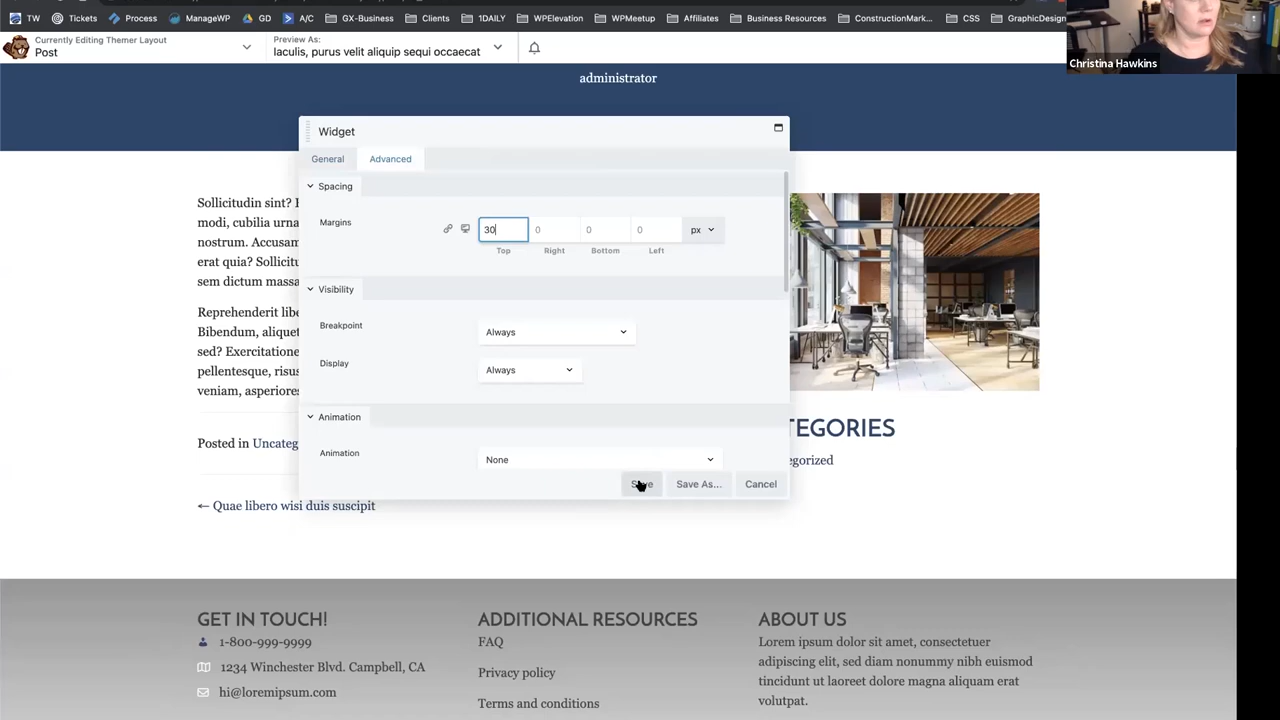 TW
Tickets
Process
ManageWP
GD
A/C
GX-Business
Clients
1DAILY
WPElevation
WPMeetup
Affiliates
Business Resources
ConstructionMark...
CSS
GraphicDesign
Currently Editing Themer Layout
Post
Preview As:
Iaculis, purus velit aliquip sequi occaecat
Christina Hawkins
administrator
Widget
General
Advanced
Spacing
Margins
30
0
0
0
px
Top
Right
Bottom
Left
Visibility
Breakpoint
Always
Display
Always
Animation
Animation
None
Save As...
Cancel
Sollicitudin sint?
modi, cubilia urna
nostrum. Accusam
erat quia? Sollicitu
sem dictum massa
Reprehenderit libe
Bibendum, aliquet
sed? Exercitatione
pellentesque, risus
veniam, asperiores
Posted in Uncateg
← Quae libero wisi duis suscipit
TEGORIES
egorized
GET IN TOUCH!
1-800-999-9999
1234 Winchester Blvd. Campbell, CA
hi@loremipsum.com
ADDITIONAL RESOURCES
FAQ
Privacy policy
Terms and conditions
ABOUT US
Lorem ipsum dolor sit amet, consectetuer
adipiscing elit, sed diam nonummy nibh euismod
tincidunt ut laoreet dolore magna aliquam erat
volutpat.